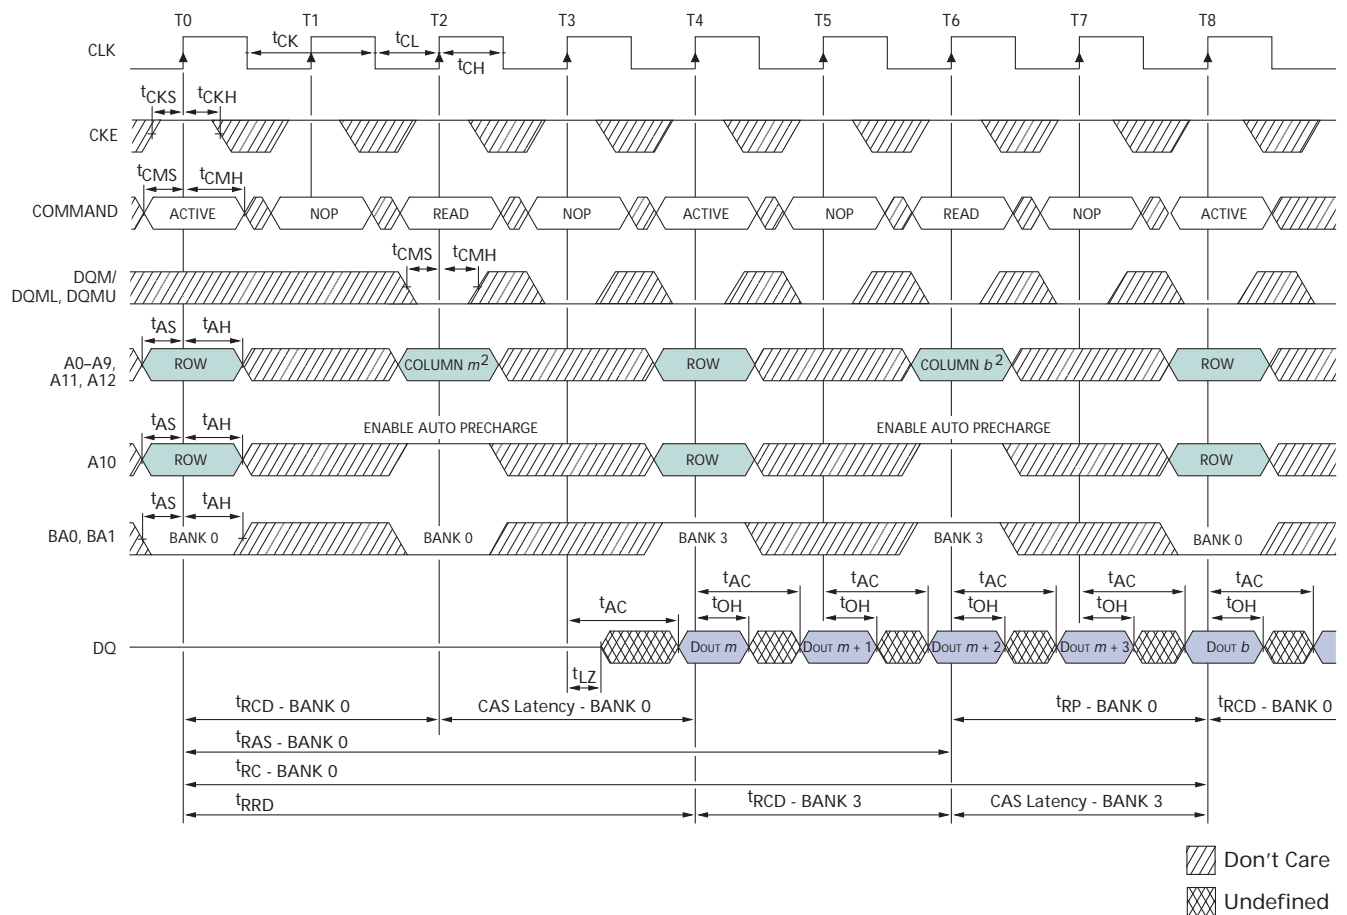 T0 T1 T2 T3 T4 T5 T6 T7 T8
CLK
tCK tCL
tCH
tCKS tCKH
CKE
tCMS tCMH
COMMAND ACTIVE NOP READ NOP ACTIVE NOP READ NOP ACTIVE
tCMS tCMH
DQM/
DQML, DQMU
tAS tAH
A0–A9,
A11, A12
ROW COLUMN m2 ROW COLUMN b2 ROW
tAS tAH
ENABLE AUTO PRECHARGE ENABLE AUTO PRECHARGE
A10 ROW ROW ROW
tAS tAH
BA0, BA1 BANK 0 BANK 0 BANK 3 BANK 3 BANK 0
tAC tAC tAC tAC tAC
tAC tOH tOH tOH tOH tOH
DQ DOUT m DOUT m + 1 DOUT m + 2 DOUT m + 3 DOUT b
tLZ
tRCD - BANK 0 CAS Latency - BANK 0 tRP - BANK 0 tRCD - BANK 0
tRAS - BANK 0
tRC - BANK 0
tRRD tRCD - BANK 3 CAS Latency - BANK 3
Don't Care
Undefined